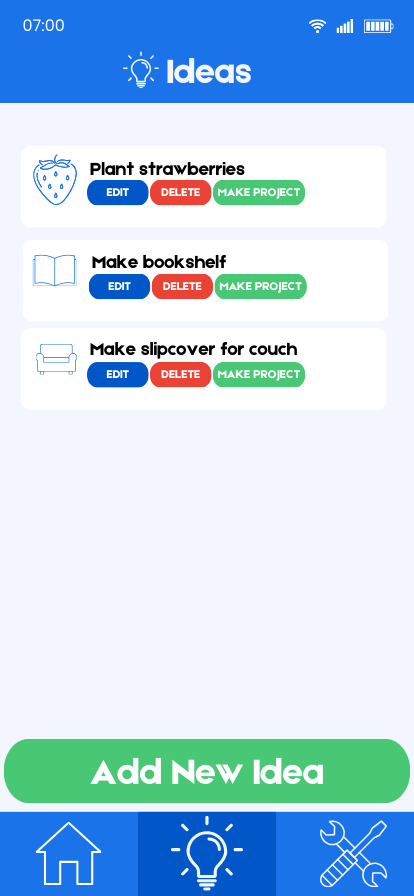 07:00
Ideas
Plant strawberries
EDIT DELETE MAKE PROJECT
Make bookshelf
EDIT DELETE MAKE PROJECT
Make slipcover for couch
EDIT DELETE MAKE PROJECT
Add New Idea